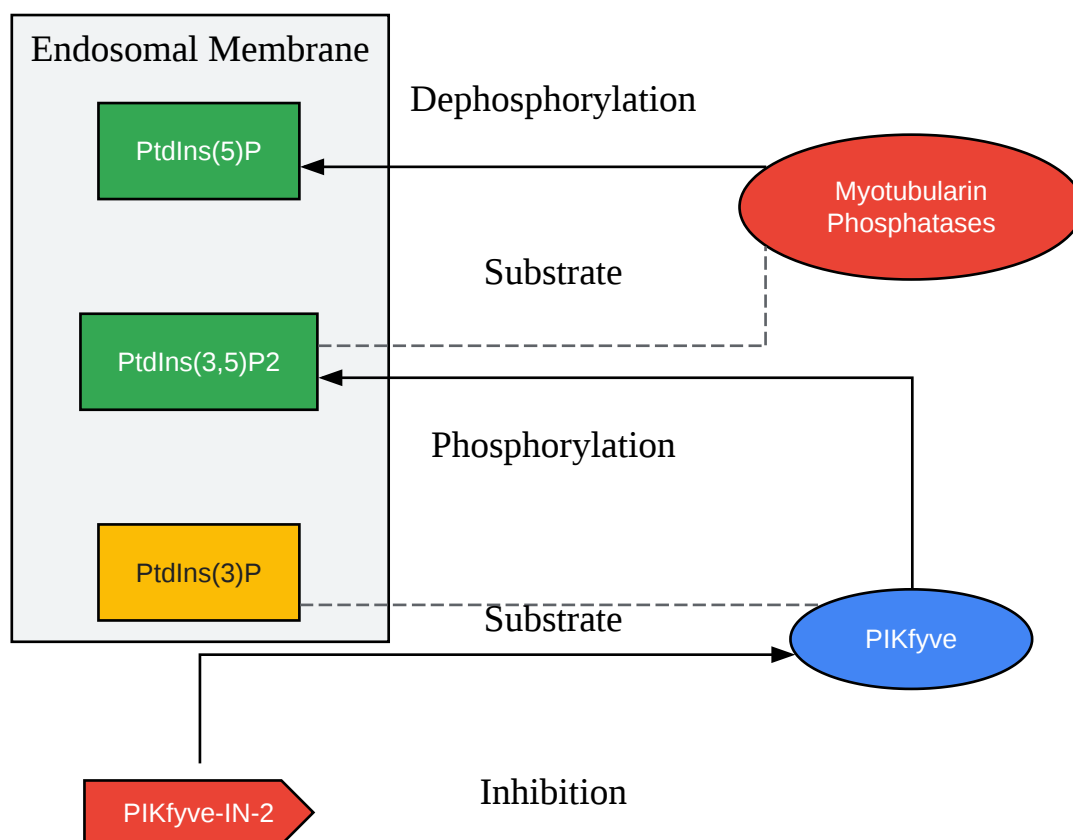 Endosomal Membrane
Dephosphorylation
PtdIns(5)P
Myotubularin
Phosphatases
Substrate
PtdIns(3,5)P2
Phosphorylation
PtdIns(3)P
Substrate
PIKfyve
Inhibition
PIKfyve-IN-2